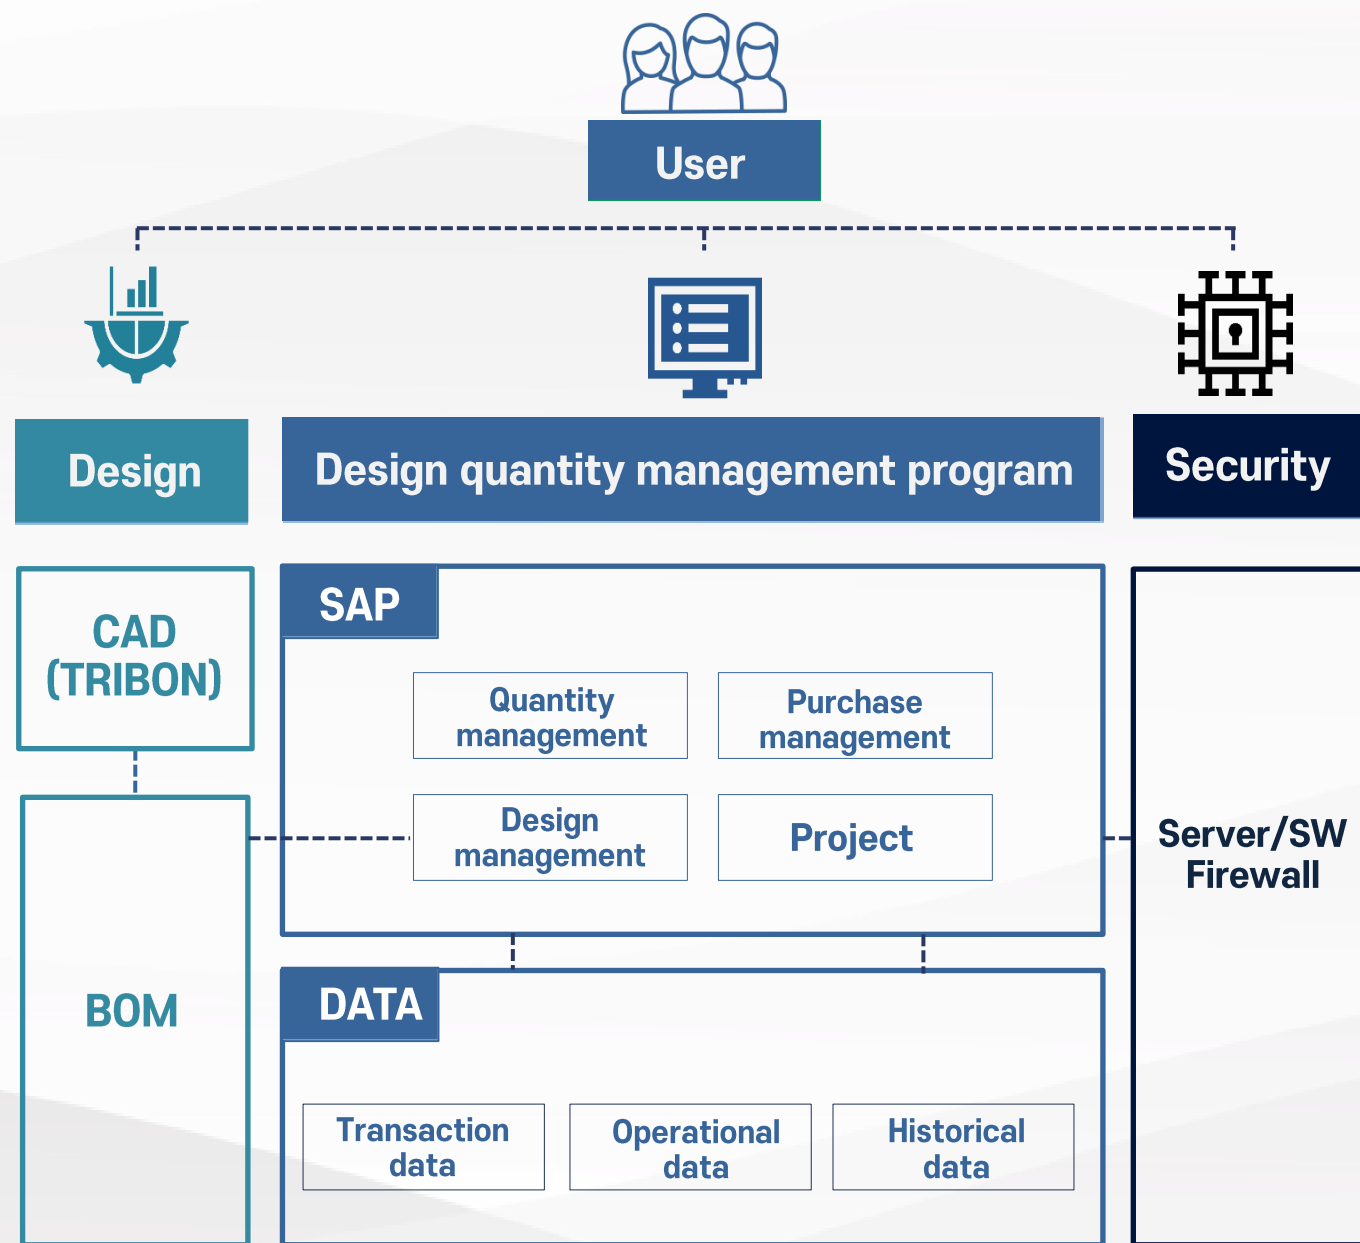 User
Design
Design quantity management program
Security
CAD
(TRIBON)
SAP
Quantity
management
Purchase
management
Design
management
Project
Server/SW
Firewall
BOM
DATA
Transaction
data
Operational
data
Historical
data